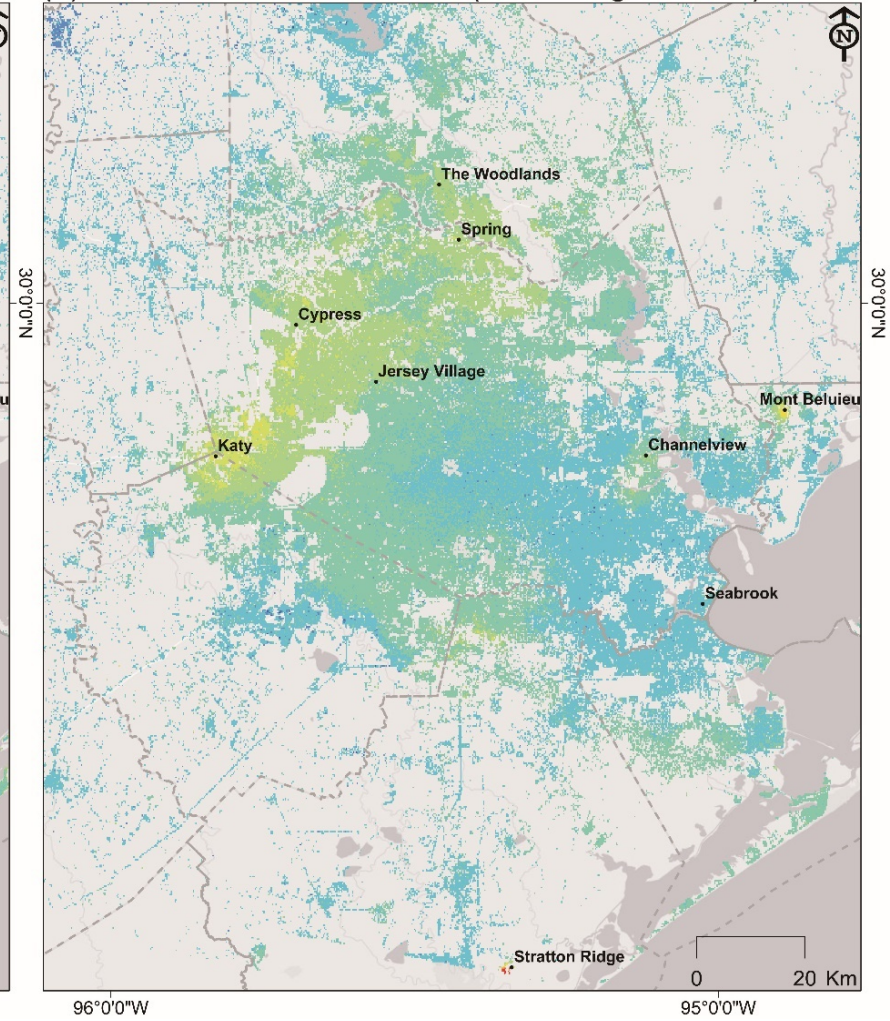 N
The Woodlands
Spring
30°0'0"N
30°0'0"N
Cypress
Jersey Village
Mont Beluieu
Katy
Channelview
Seabrook
Stratton Ridge
0 20 Km
96°0'0"W
95°0'0"W